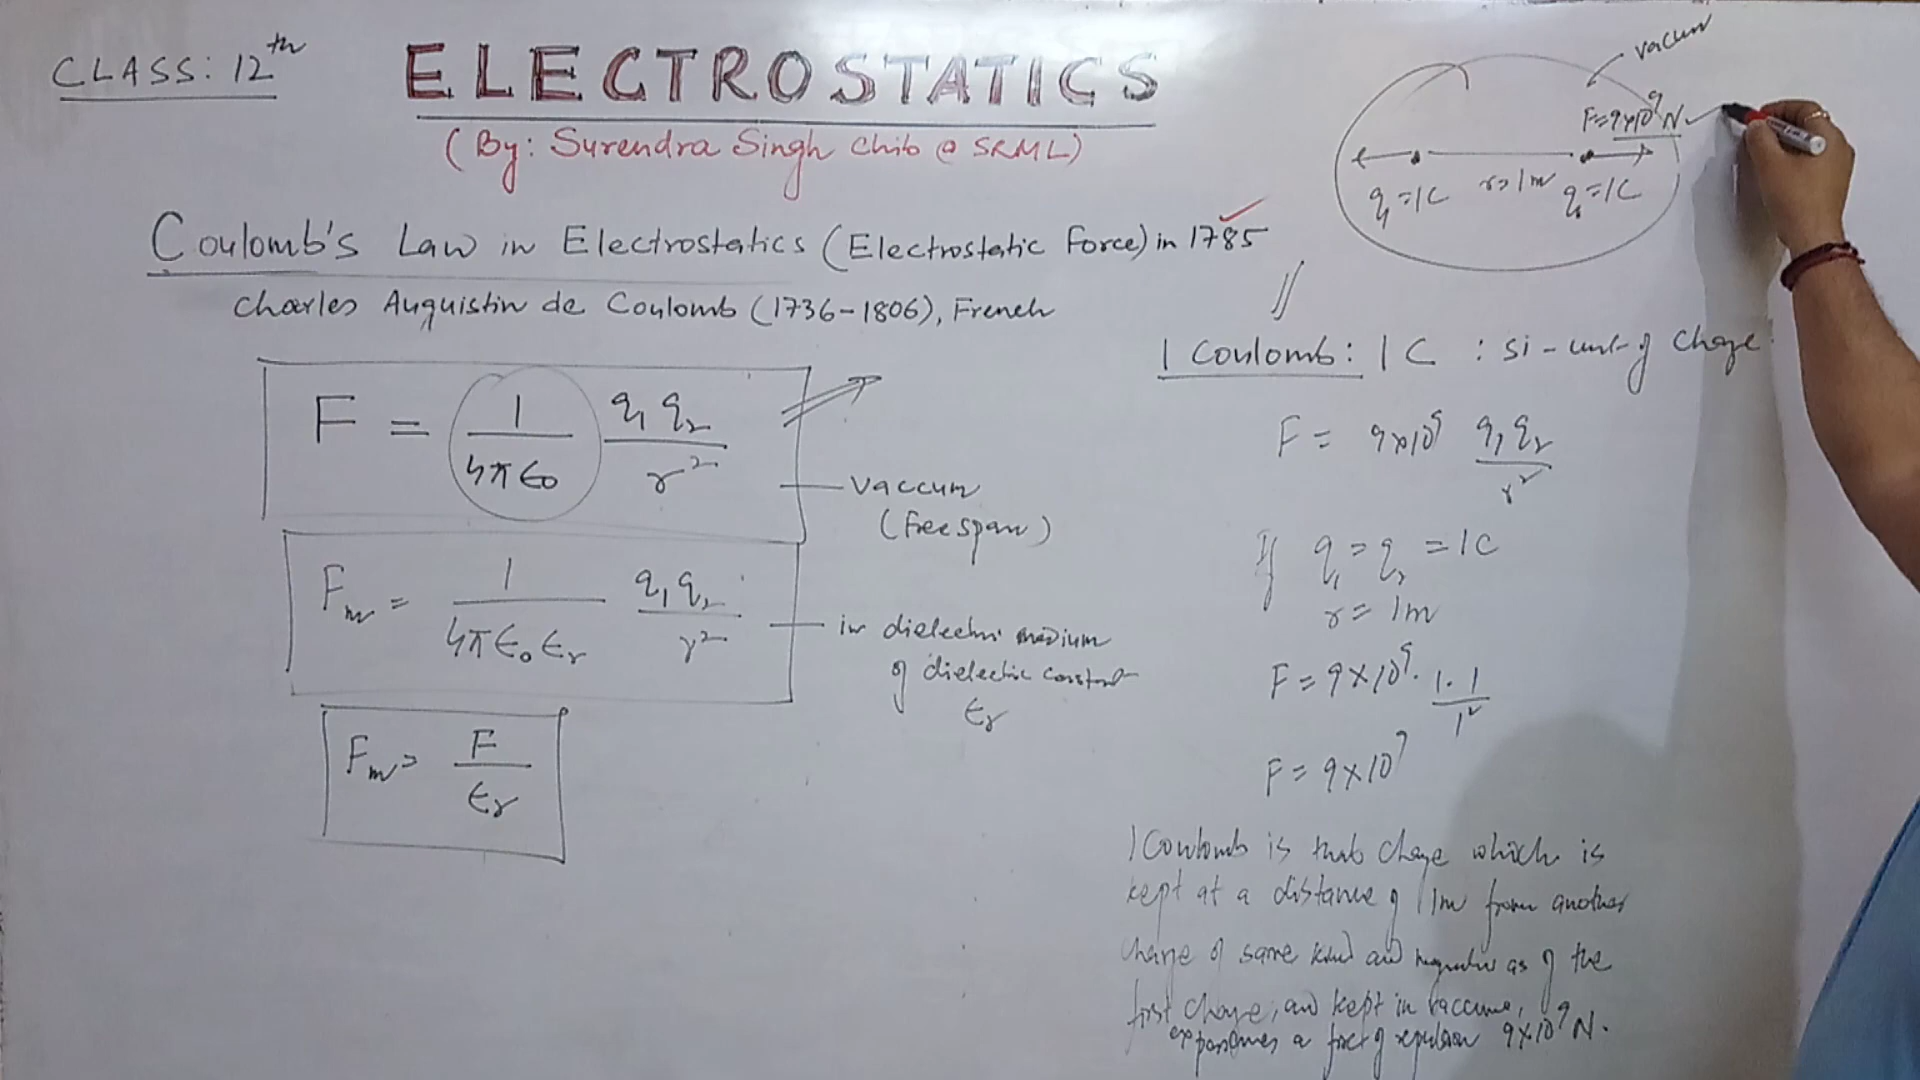 CLASS: 12th
ELECTROSTATICS
(By: Surendra Singh Chib @ SRML)
Coulomb's Law in Electrostatics (Electrostatic Force) in 1785
Charles Auguistin de Coulomb (1736-1806), French
F = 1/4πϵ₀ q₁q₂/r²
Vaccum
(Free span)
Fₘ = 1/4πϵ₀ϵᵣ q₁q₂/r²
in dielectric medium
of dielectric constant
ϵᵣ
Fₘ = F/ϵᵣ
vacum
F=9×10⁹N
q₁=1C r=1m q₂=1C
1 Coulomb: 1 C : SI-unit of Charge:
F = 9×10⁹ q₁q₂/r²
If q₁ = q₂ = 1C
r = 1m
F = 9×10⁹ · 1·1/1²
F = 9×10⁹
1 Coulomb is that charge which is
kept at a distance of 1m from another
charge of same kind and magnitude as of the
first charge, and kept in vaccume,
a force of repulsion 9×10⁹N.